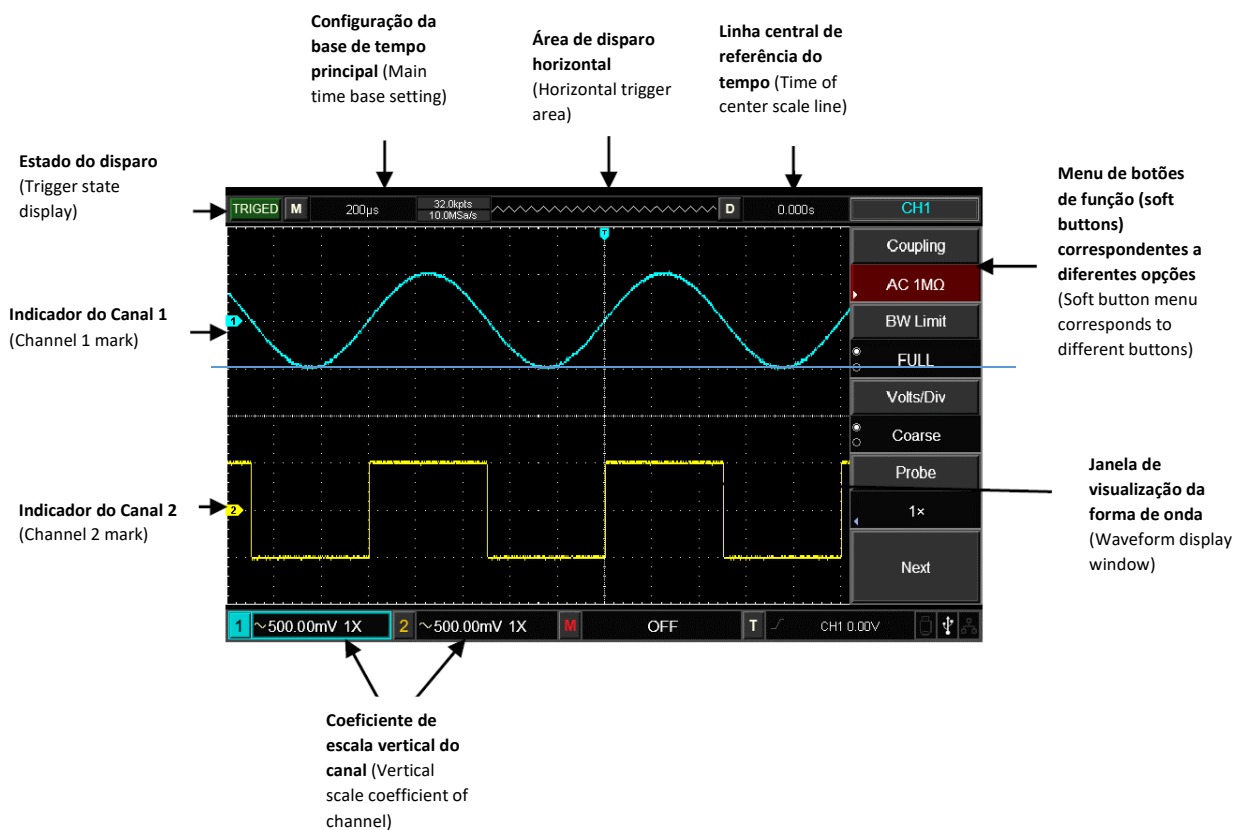 Configuração da
base de tempo
principal (Main
time base setting)
Área de disparo
horizontal
(Horizontal trigger
area)
Linha central de
referência do
tempo (Time of
center scale line)
Estado do disparo
(Trigger state
display)
Menu de botões
de função (soft
buttons)
correspondentes a
diferentes opções
(Soft button menu
corresponds to
different buttons)
TRIGED M 200µs 32.0kpts
10.0MSa/s
D 0.000s CH1
T
Coupling
AC 1MΩ
BW Limit
FULL
Volts/Div
Coarse
Probe
1×
Next
Indicador do Canal 1
(Channel 1 mark)
1
Indicador do Canal 2
(Channel 2 mark)
2
Janela de
visualização da
forma de onda
(Waveform display
window)
1 ~500.00mV 1X 2 ~500.00mV 1X M OFF T CH1 0.00V
Coeficiente de
escala vertical do
canal (Vertical
scale coefficient of
channel)